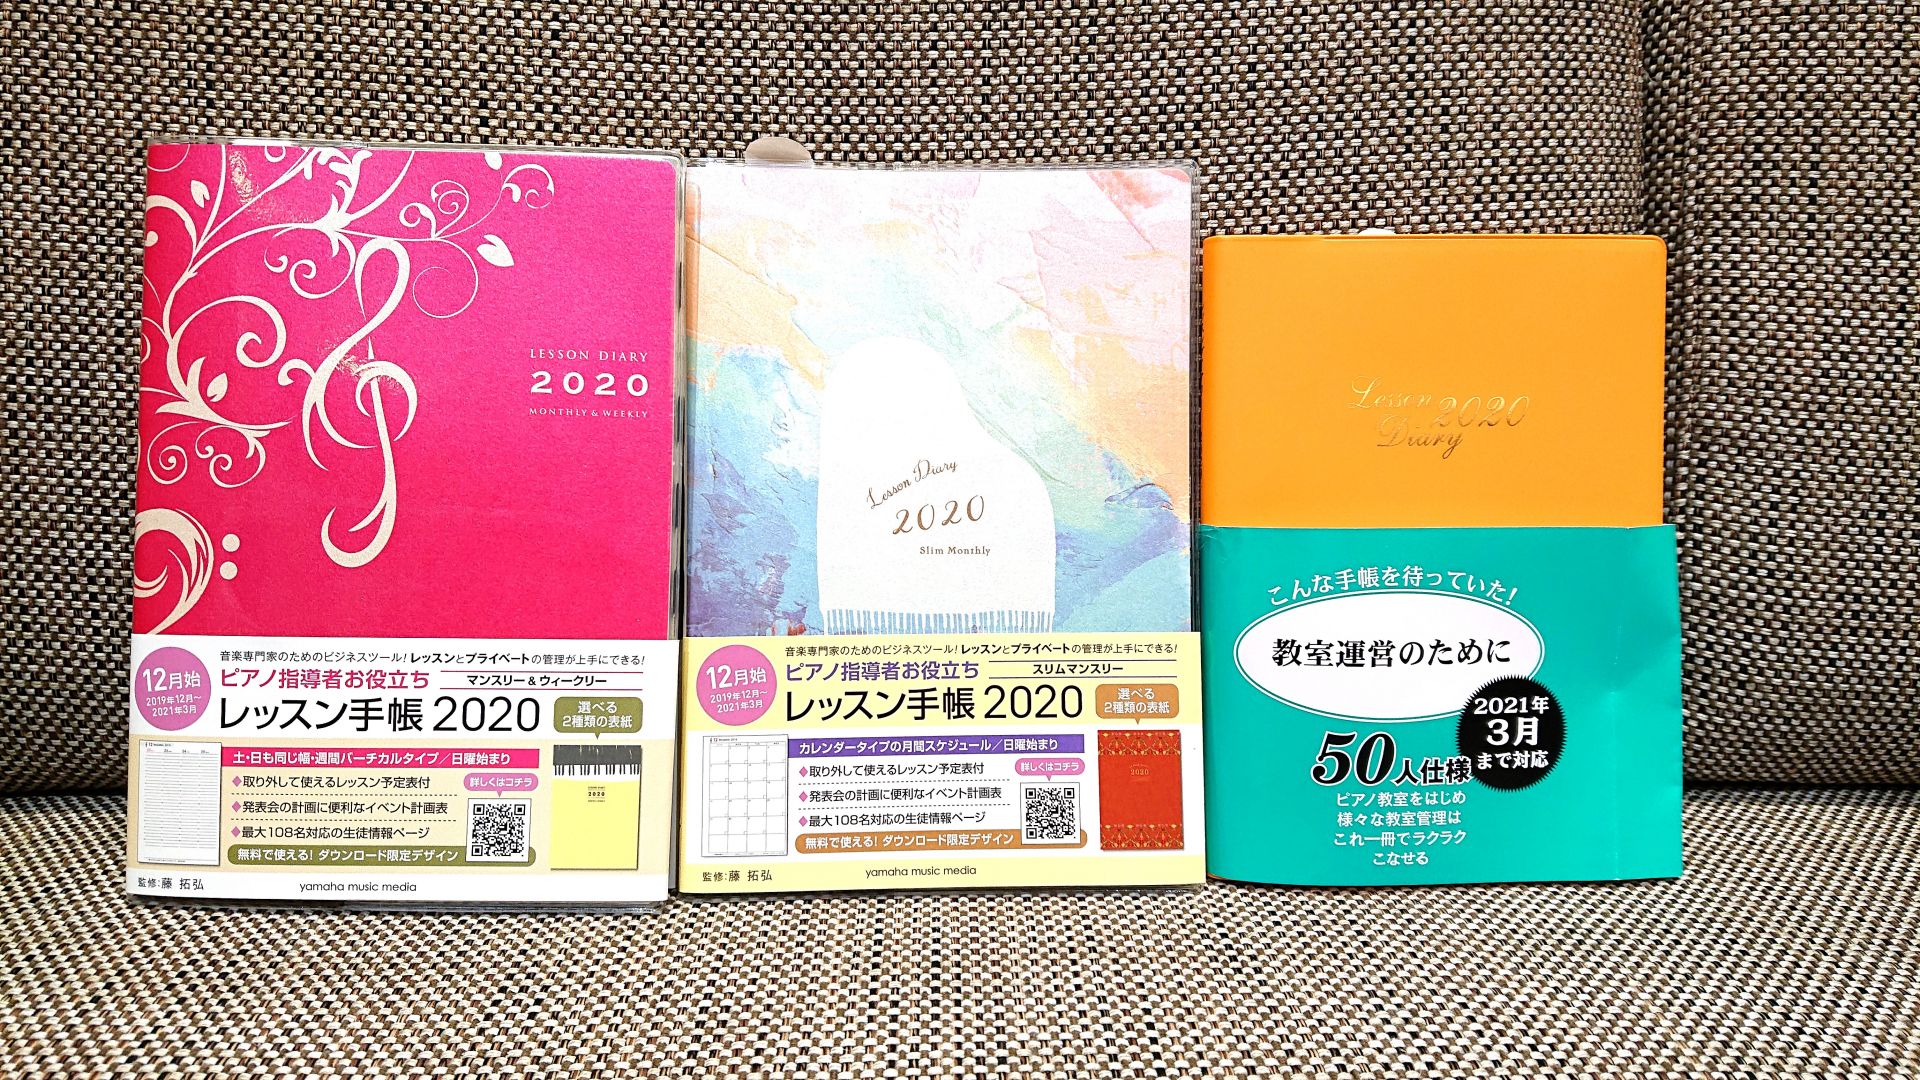 LESSON DIARY
2020
MONTHLY & WEEKLY
音楽専門家のためのビジネスツール!レッスンとプライベートの管理が上手にできる!
12月始
2019年12月〜
2021年3月
ピアノ指導者お役立ち
マンスリー&ウィークリー
レッスン手帳 2020
選べる
2種類の表紙
土・日も同じ幅・週間バーチカルタイプ/日曜始まり
◆取り外して使えるレッスン予定表付
◆発表会の計画に便利なイベント計画表
◆最大108名対応の生徒情報ページ
詳しくはコチラ
無料で使える! ダウンロード限定デザイン
2020
監修:藤 拓弘
yamaha music media
Lesson Diary
2020
Slim Monthly
音楽専門家のためのビジネスツール!レッスンとプライベートの管理が上手にできる!
12月始
2019年12月〜
2021年3月
ピアノ指導者お役立ち
スリムマンスリー
レッスン手帳 2020
選べる
2種類の表紙
カレンダータイプの月間スケジュール/日曜始まり
◆取り外して使えるレッスン予定表付
◆発表会の計画に便利なイベント計画表
◆最大108名対応の生徒情報ページ
詳しくはコチラ
無料で使える! ダウンロード限定デザイン
2020
監修:藤 拓弘
yamaha music media
Lesson 2020
Diary
こんな手帳を待っていた!
教室運営のために
2021年
3月
まで対応
50人仕様
ピアノ教室をはじめ
様々な教室管理は
これ一冊でラクラク
こなせる